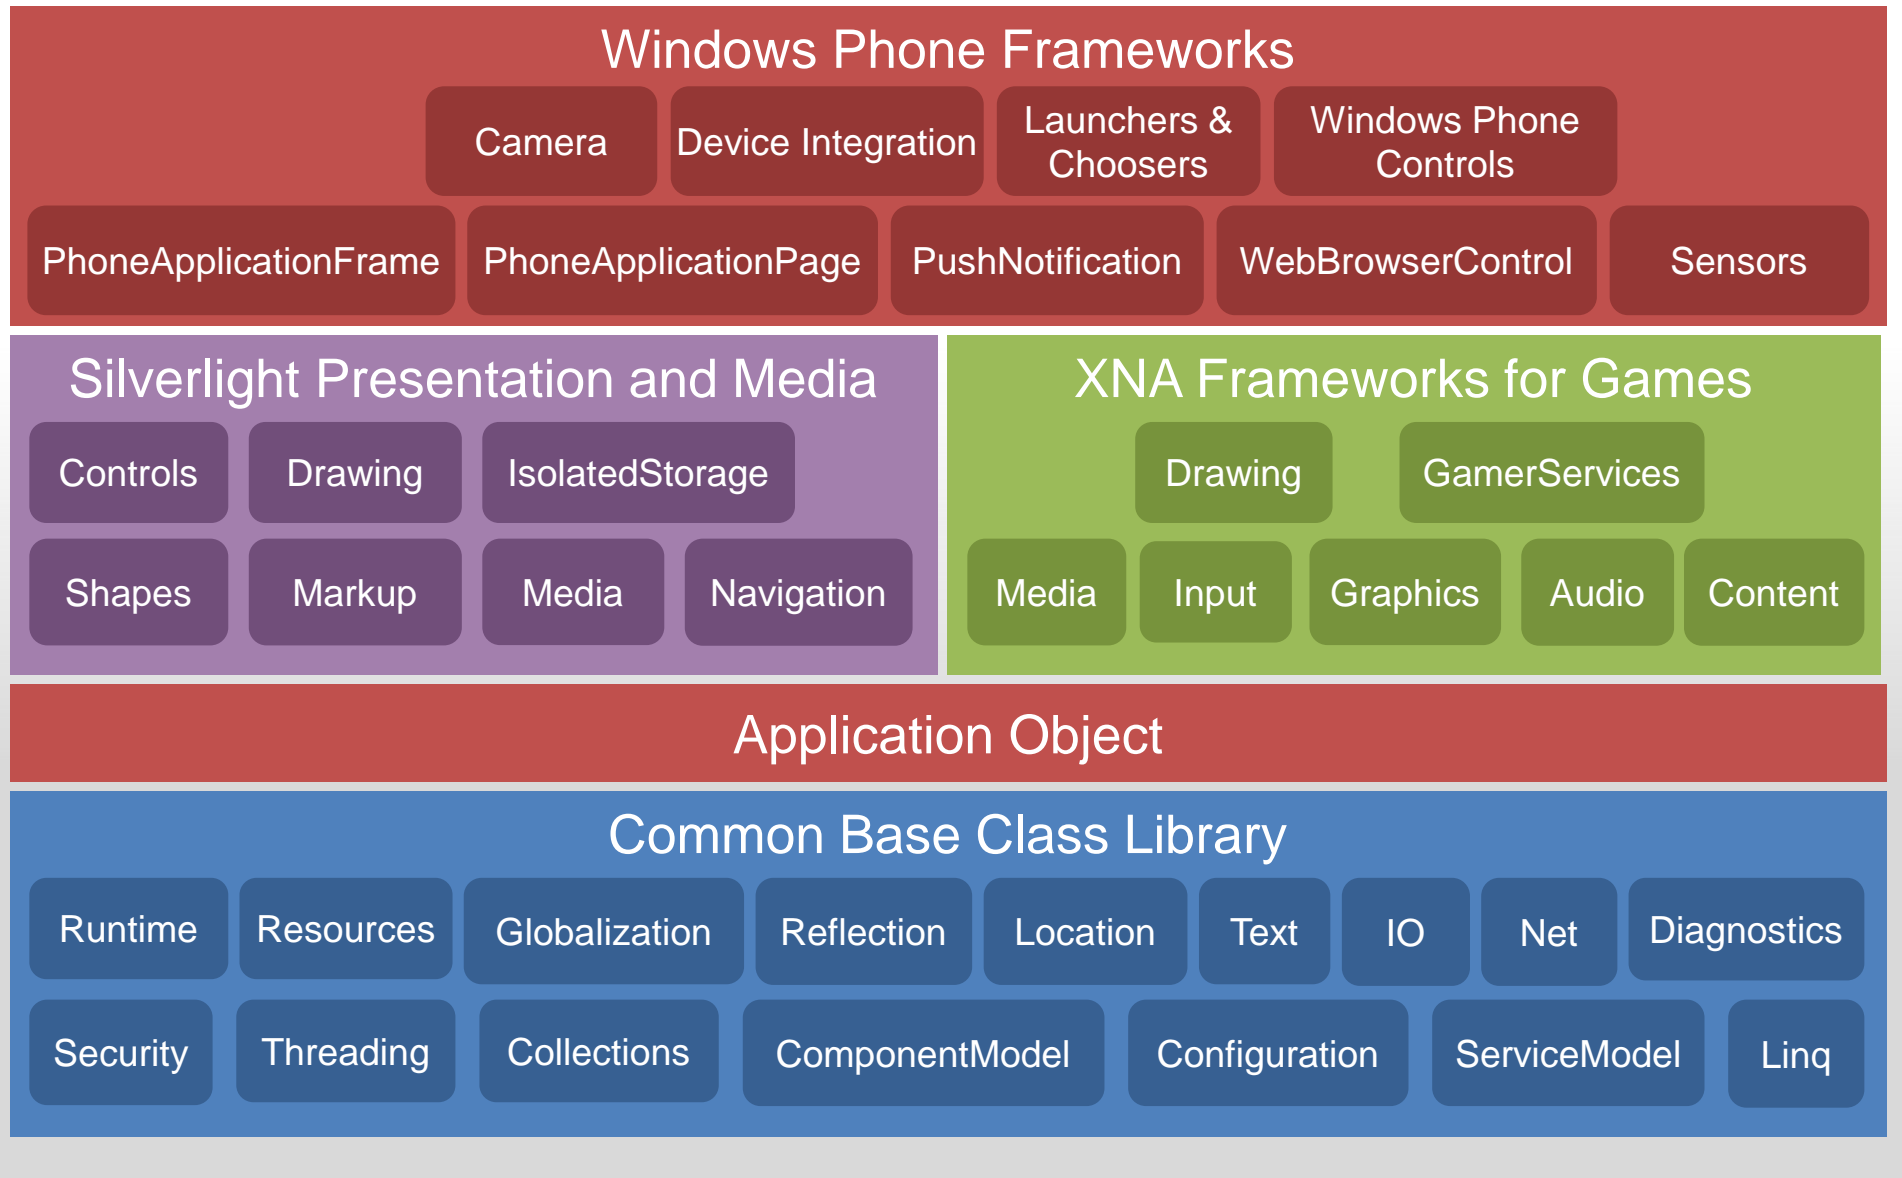 Windows Phone Frameworks
Camera
Device Integration
Launchers &
Choosers
Windows Phone
Controls
PhoneApplicationFrame
PhoneApplicationPage
PushNotification
WebBrowserControl
Sensors
Silverlight Presentation and Media
Controls
Drawing
IsolatedStorage
Shapes
Markup
Media
Navigation
XNA Frameworks for Games
Drawing
GamerServices
Media
Input
Graphics
Audio
Content
Application Object
Common Base Class Library
Runtime
Resources
Globalization
Reflection
Location
Text
IO
Net
Diagnostics
Security
Threading
Collections
ComponentModel
Configuration
ServiceModel
Linq